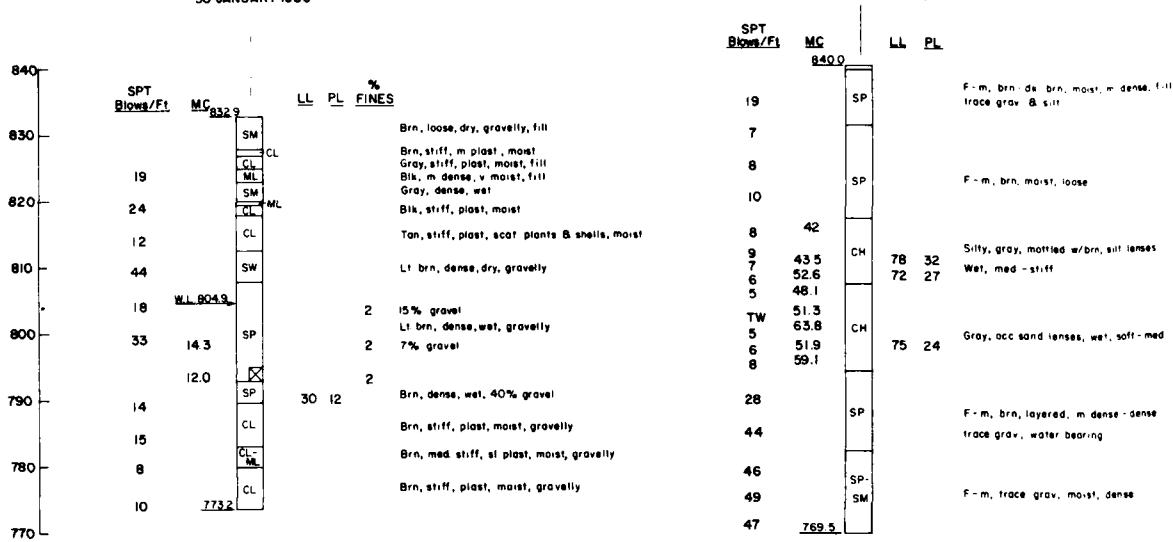 SPT
Blows/Ft MC LL PL
840.0
19 SP F-m, brn-dk brn, moist, m dense, fill
trace grav & silt
7
8
SP F-m, brn, moist, loose
10
8 42
9 CH Silty, gray, mottled w/brn, silt lenses
7 43.5 78 32
6 52.6 72 27 Wet, med-stiff
5 48.1
TW 51.3
5 63.8 CH Gray, occ sand lenses, wet, soft-med
6 51.9 75 24
8 59.1
28
SP F-m, brn, layered, m dense-dense
44 trace grav, water bearing
46
SP-
SM
49 F-m, trace grav, moist, dense
47 769.5
840
830
820
810
800
790
780
770
SPT
Blows/Ft MC LL PL %
FINES
832.9
SM Brn, loose, dry, gravelly, fill
CL Brn, stiff, m plast, moist
CL Gray, stiff, plast, moist, fill
19 ML Blk, m dense, v moist, fill
SM Gray, dense, wet
ML
24 CL Blk, stiff, plast, moist
12 CL Tan, stiff, plast, scat plants & shells, moist
44 SW Lt brn, dense, dry, gravelly
W.L. 804.9
18 2 15% gravel
SP Lt brn, dense, wet, gravelly
33 14.3 2 7% gravel
12.0 2
SP Brn, dense, wet, 40% gravel
30 12
14
CL Brn, stiff, plast, moist, gravelly
15
CL-
ML Brn, med. stiff, sl plast, moist, gravelly
8
CL Brn, stiff, plast, moist, gravelly
10 773.2